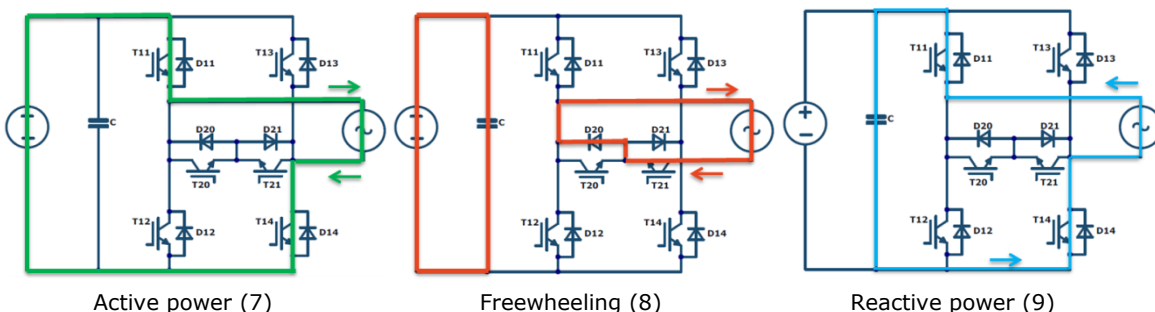 T11
D11
T13
D13
C
D20
D21
T20
T21
T12
D12
T14
D14
Active power (7)
T11
D11
T13
D13
C
D20
D21
T20
T21
T12
D12
T14
D14
Freewheeling (8)
T11
D11
T13
D13
C
D20
D21
T20
T21
T12
D12
T14
D14
Reactive power (9)